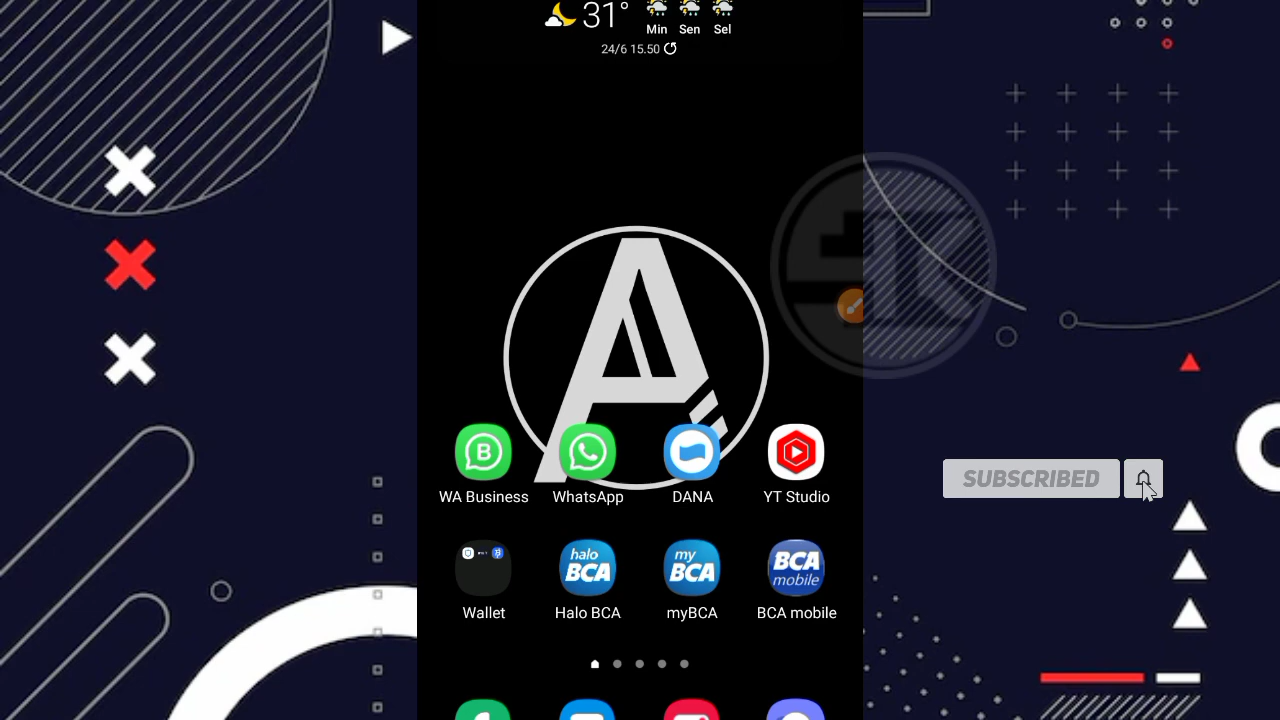 31°
Min Sen Sel
24/6 15.50
A
SUBSCRIBED
B
WA Business WhatsApp DANA YT Studio
halo BCA my BCA BCA mobile
Wallet Halo BCA myBCA BCA mobile